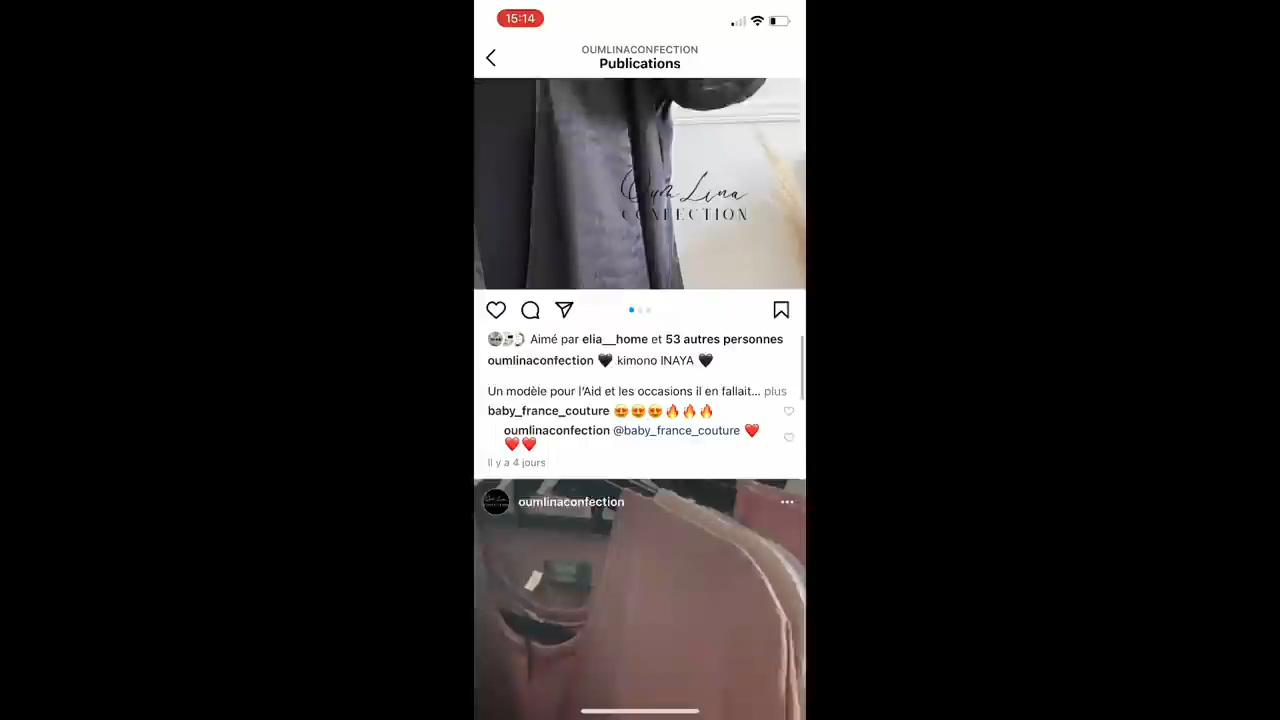 15:14
OUMLINACONFECTION
Publications
Oum Lina
CONFECTION
Aimé par elia__home et 53 autres personnes
oumlinaconfection 🖤 kimono INAYA 🖤
Un modèle pour l'Aid et les occasions il en fallait... plus
baby_france_couture 😍😍😍🔥🔥🔥
oumlinaconfection @baby_france_couture ❤️
❤️❤️
Il y a 4 jours
oumlinaconfection